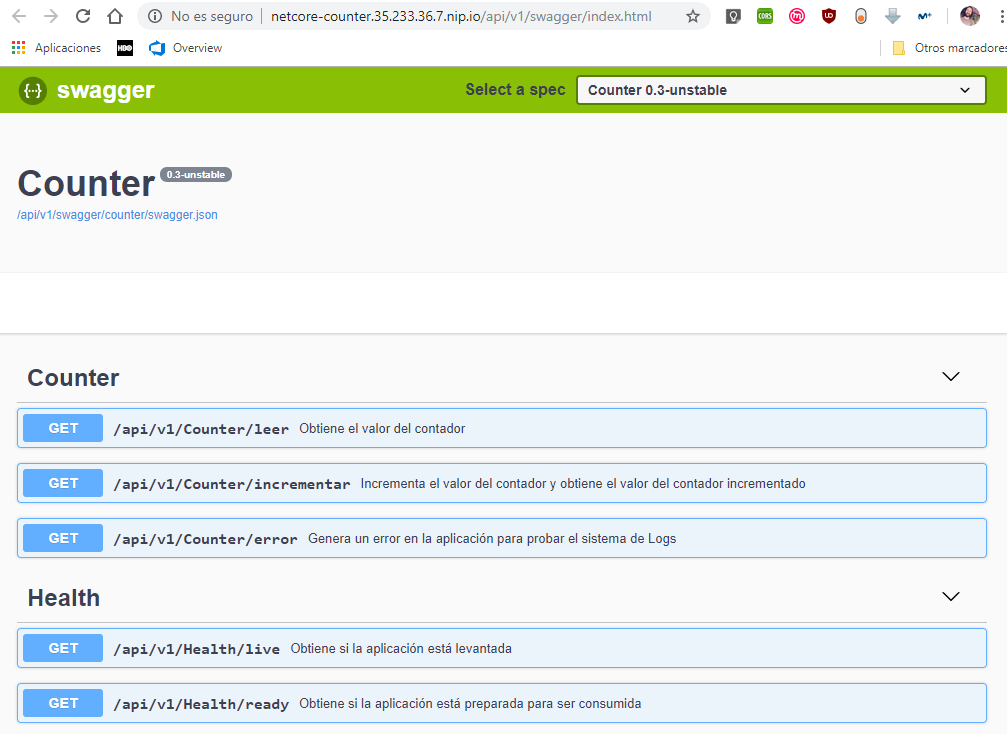 No es seguro netcore-counter.35.233.36.7.nip.io/api/v1/swagger/index.html
Aplicaciones HBO Overview Otros marcadores
{··} swagger Select a spec Counter 0.3-unstable
Counter 0.3-unstable
/api/v1/swagger/counter/swagger.json
Counter
GET /api/v1/Counter/leer Obtiene el valor del contador
GET /api/v1/Counter/incrementar Incrementa el valor del contador y obtiene el valor del contador incrementado
GET /api/v1/Counter/error Genera un error en la aplicación para probar el sistema de Logs
Health
GET /api/v1/Health/live Obtiene si la aplicación está levantada
GET /api/v1/Health/ready Obtiene si la aplicación está preparada para ser consumida